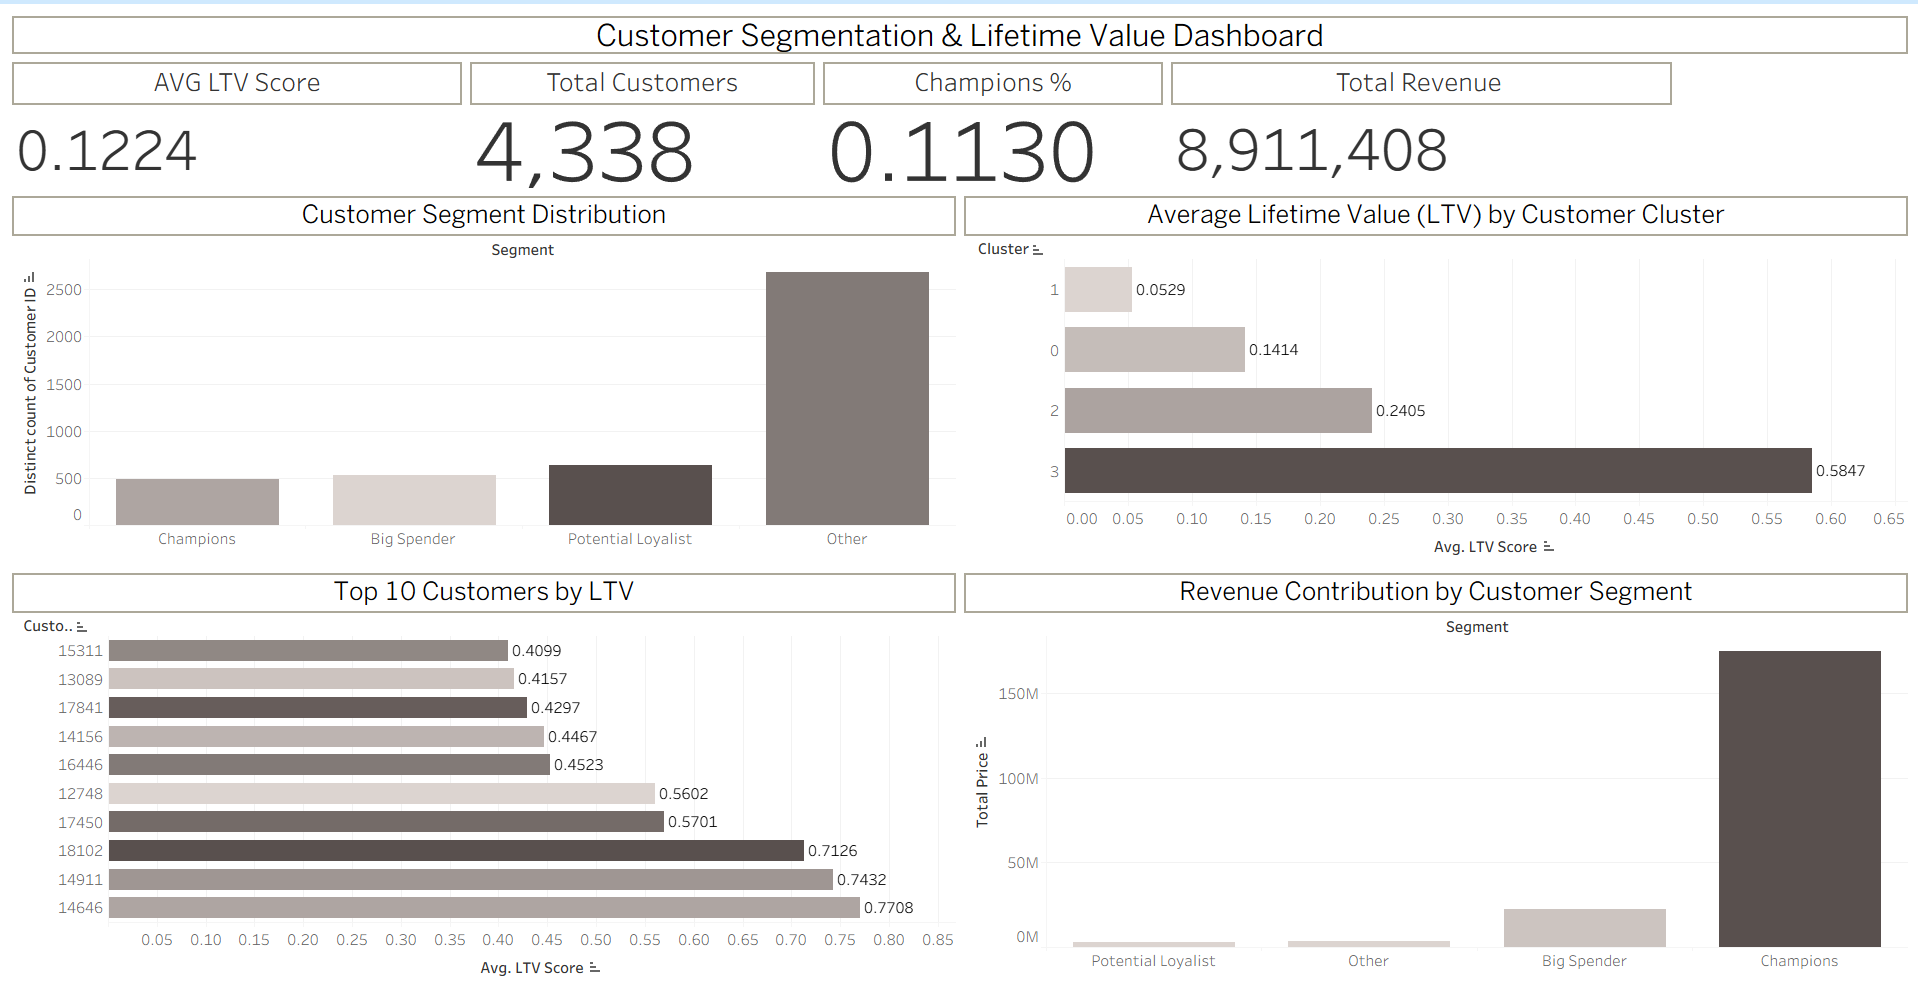 Customer Segmentation & Lifetime Value Dashboard
AVG LTV Score
Total Customers
Champions %
Total Revenue
0.1224
4,338
0.1130
8,911,408
Customer Segment Distribution
Segment
Distinct count of Customer ID
2500
2000
1500
1000
500
0
Champions
Big Spender
Potential Loyalist
Other
Average Lifetime Value (LTV) by Customer Cluster
Cluster
1 0.0529
0 0.1414
2 0.2405
3 0.5847
0.00 0.05 0.10 0.15 0.20 0.25 0.30 0.35 0.40 0.45 0.50 0.55 0.60 0.65
Avg. LTV Score
Top 10 Customers by LTV
Custo..
15311 0.4099
13089 0.4157
17841 0.4297
14156 0.4467
16446 0.4523
12748 0.5602
17450 0.5701
18102 0.7126
14911 0.7432
14646 0.7708
0.05 0.10 0.15 0.20 0.25 0.30 0.35 0.40 0.45 0.50 0.55 0.60 0.65 0.70 0.75 0.80 0.85
Avg. LTV Score
Revenue Contribution by Customer Segment
Segment
Total Price
150M
100M
50M
0M
Potential Loyalist
Other
Big Spender
Champions